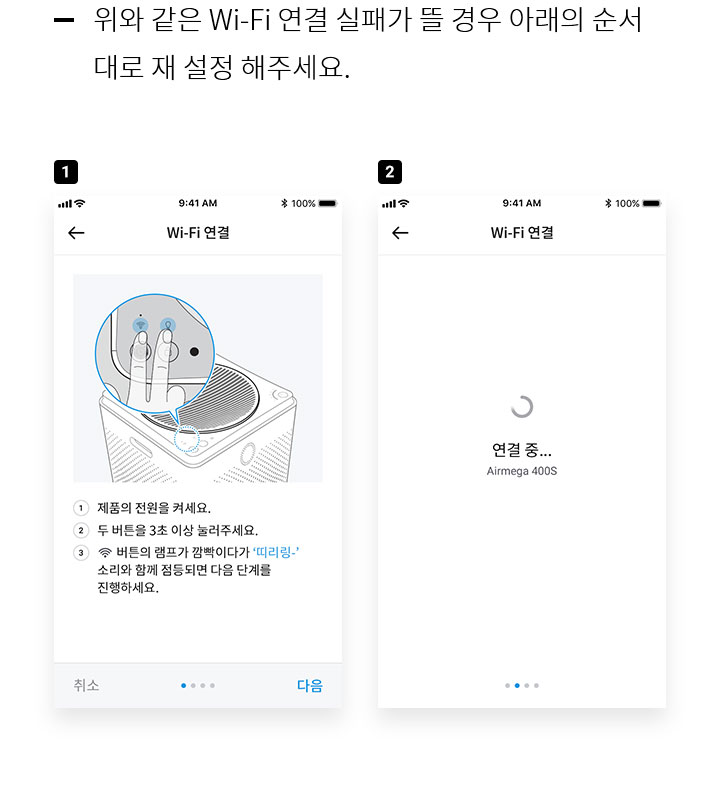 위와 같은 Wi-Fi 연결 실패가 뜰 경우 아래의 순서
대로 재 설정 해주세요.
1
9:41 AM
100%
Wi-Fi 연결
1 제품의 전원을 켜세요.
2 두 버튼을 3초 이상 눌러주세요.
3 버튼의 램프가 깜빡이다가 ‘띠리링-’
소리와 함께 점등되면 다음 단계를
진행하세요.
취소
다음
2
9:41 AM
100%
Wi-Fi 연결
연결 중...
Airmega 400S